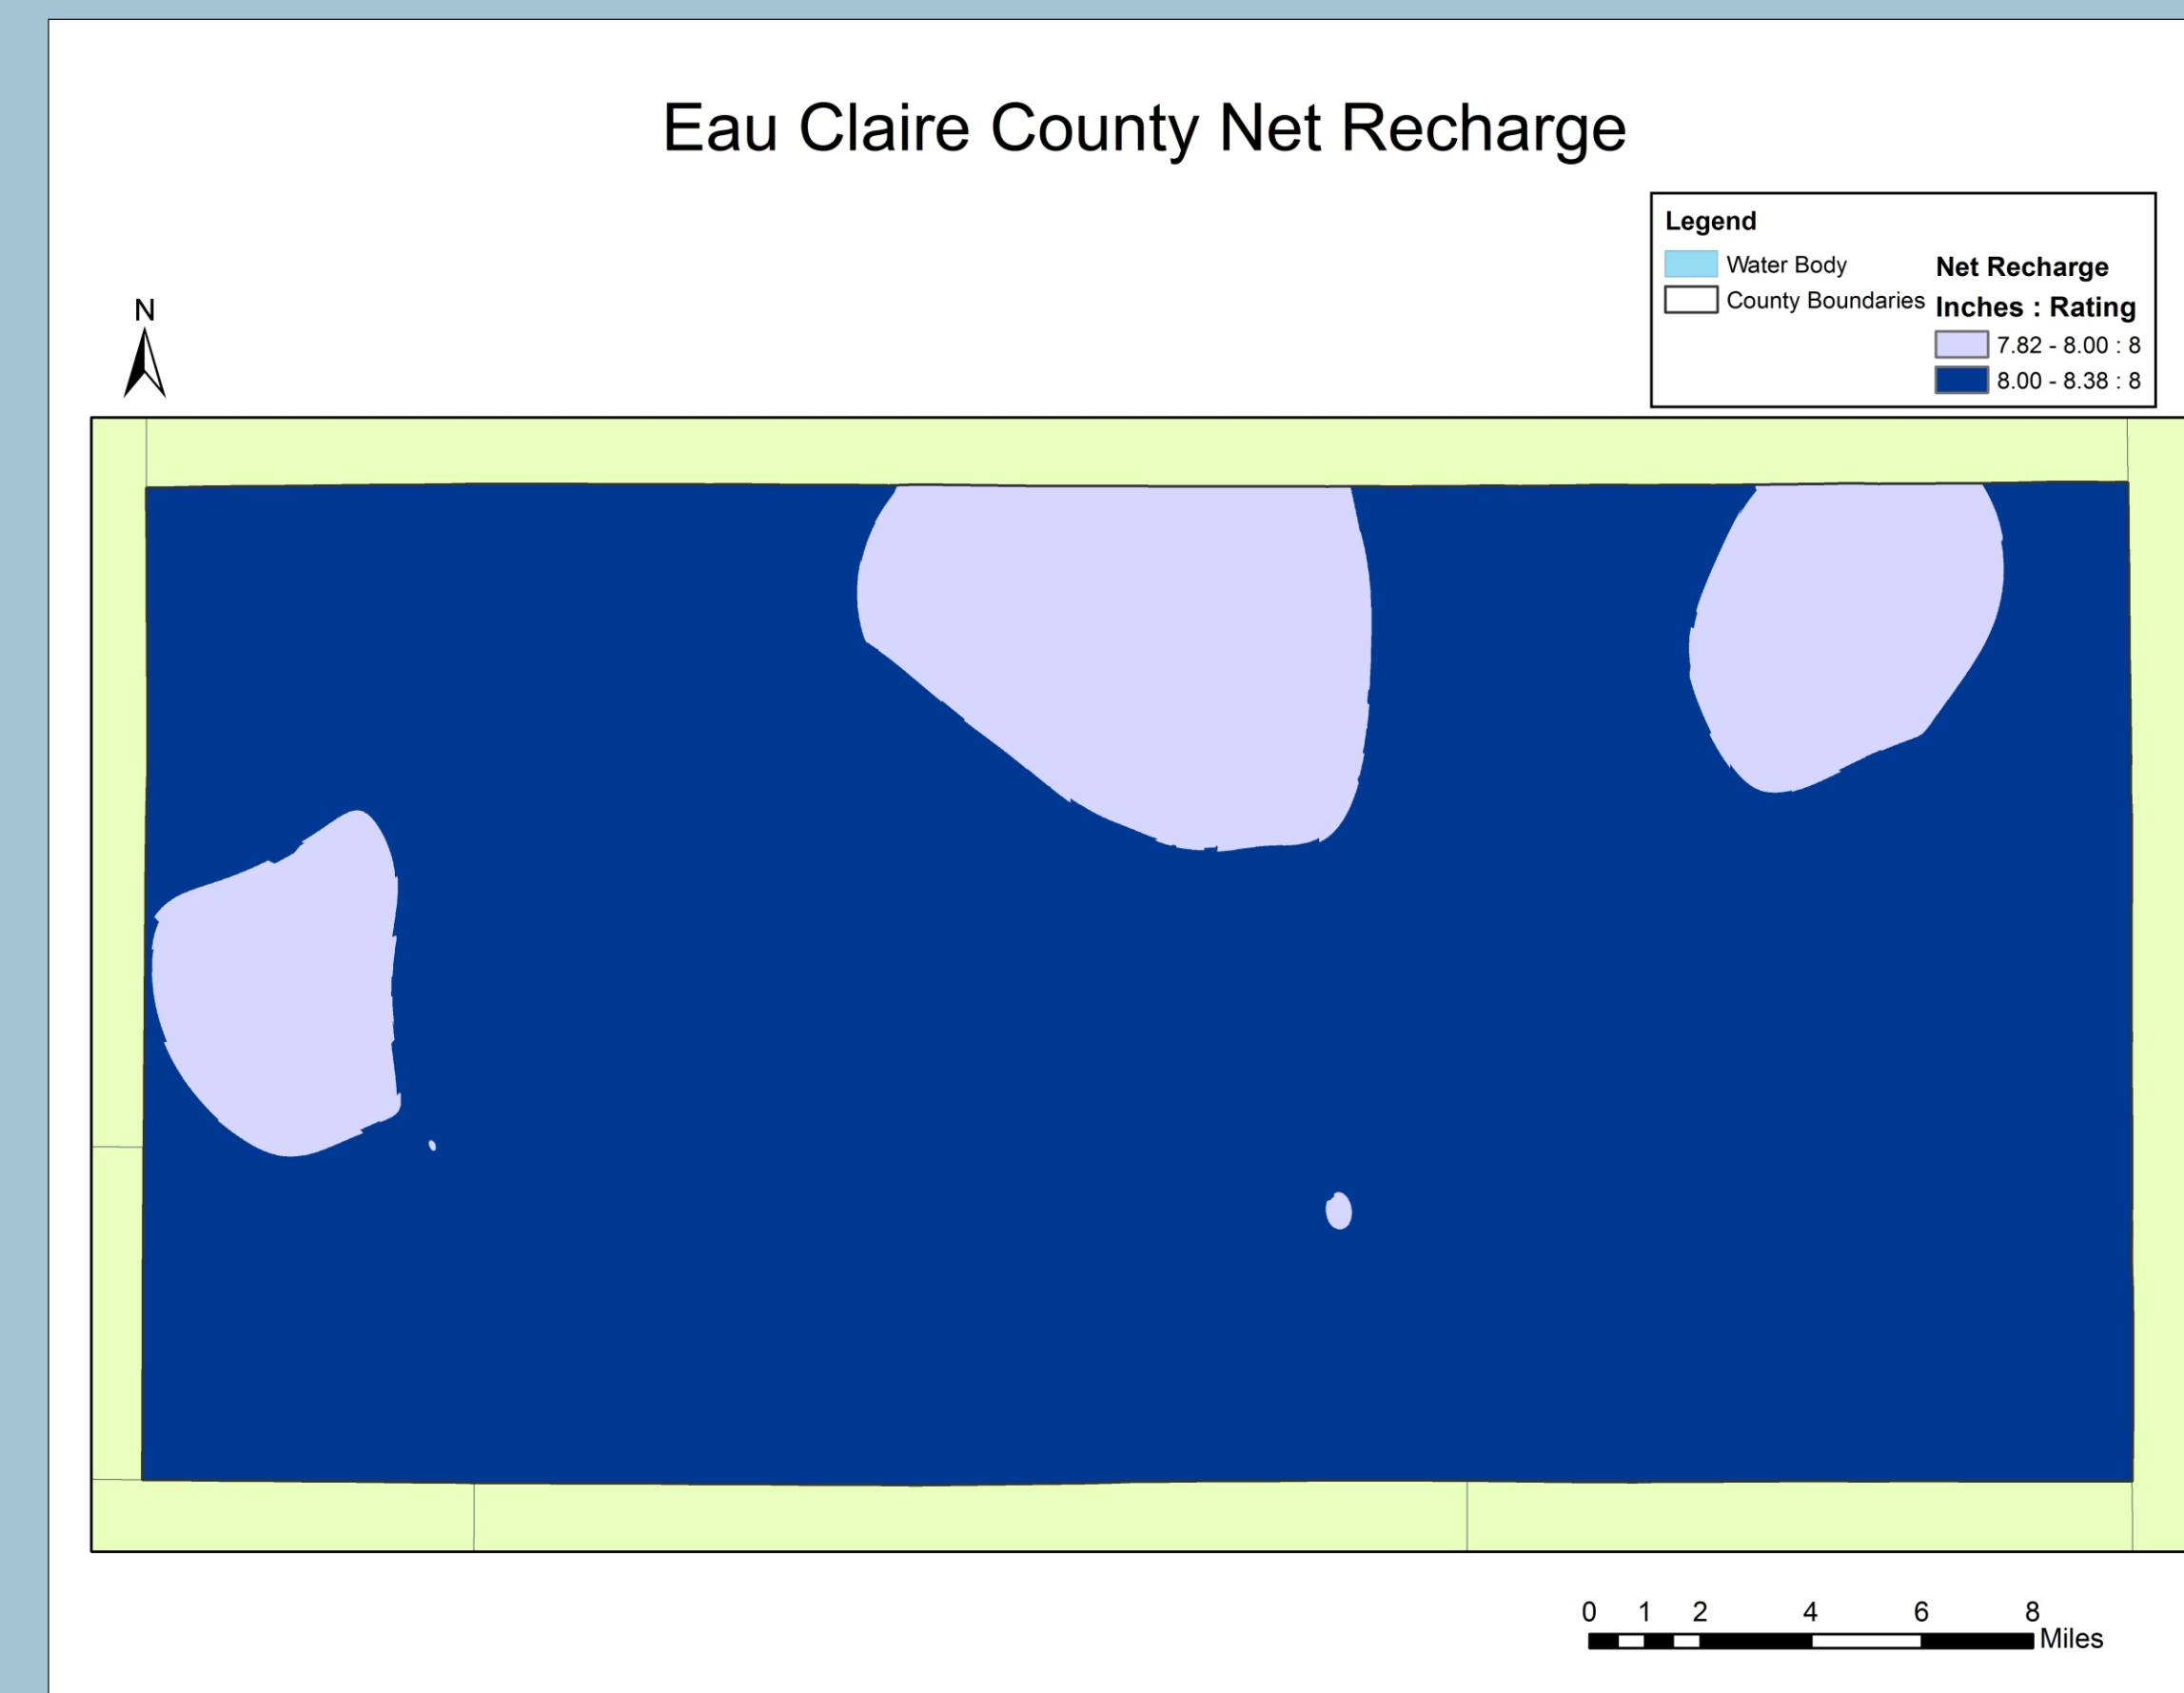 Eau Claire County Net Recharge
Legend
Water Body
County Boundaries
Net Recharge
Inches : Rating
7.82 - 8.00 : 8
8.00 - 8.38 : 8
N
0 1 2 4 6 8
Miles